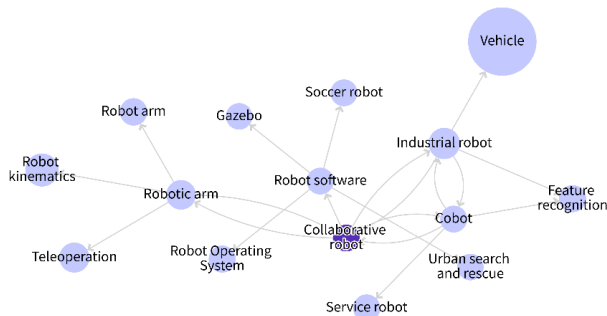 Vehicle
Soccer robot
Robot arm
Gazebo
Industrial robot
Robot
kinematics
Robot software
Robotic arm
Feature
recognition
Cobot
Collaborative
robot
Teleoperation
Robot Operating
System
Urban search
and rescue
Service robot